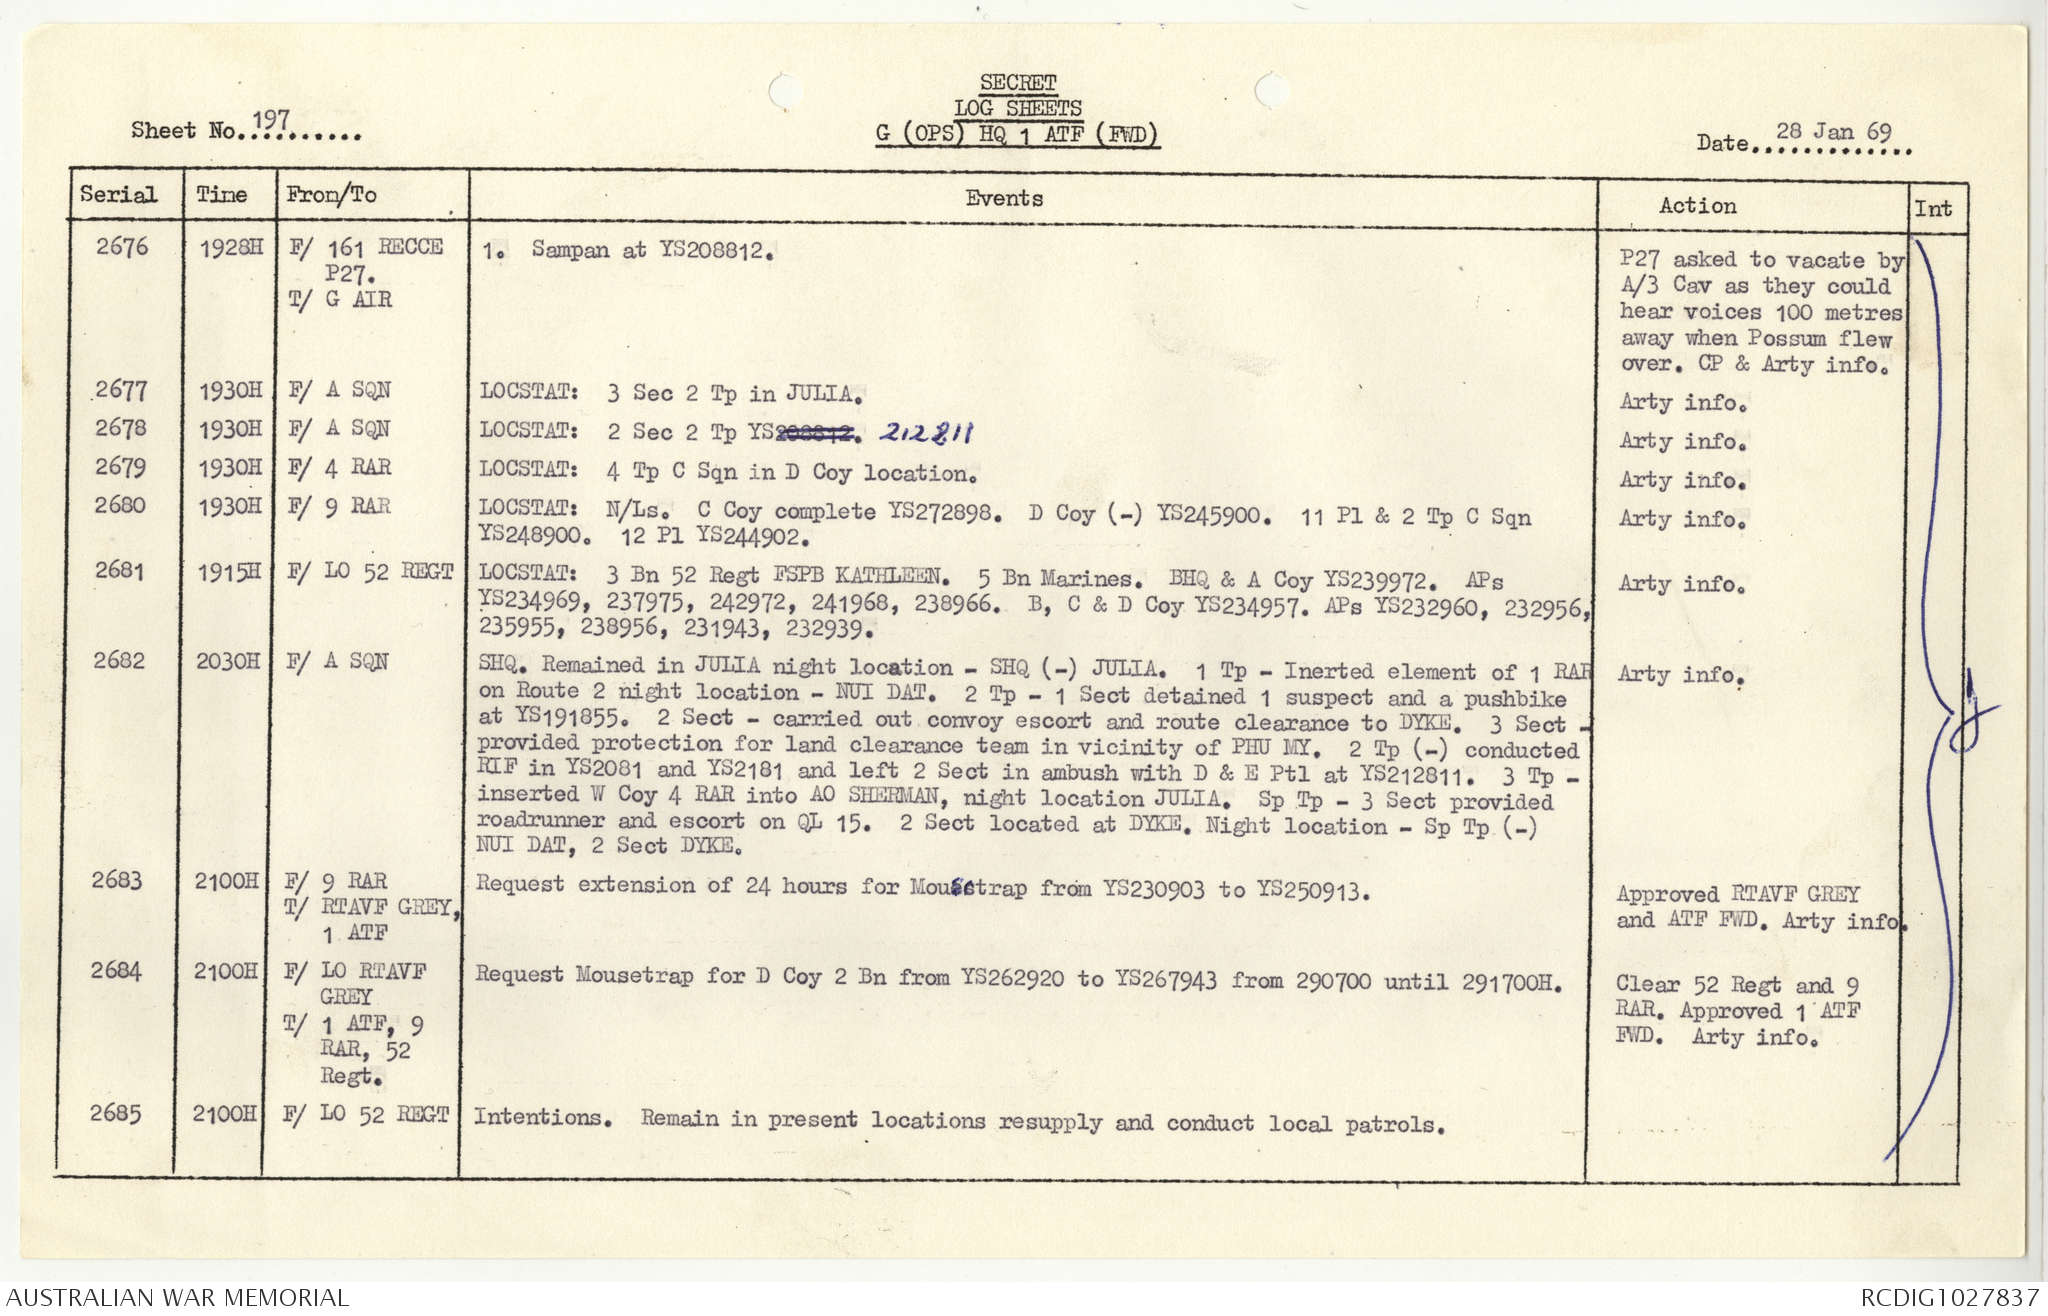 SECRET
LOG SHEETS
G (OPS) HQ 1 ATF (FWD)
Sheet No.197...........
Date 28 Jan 69
Serial Time Fron/To Events Action Int
2676 1928H F/ 161 RECCE 1. Sampan at YS208812. P27 asked to vacate by
P27. A/3 Cav as they could
T/ G AIR hear voices 100 metres
away when Possum flew
over. CP & Arty info.
2677 1930H F/ A SQN LOCSTAT: 3 Sec 2 Tp in JULIA. Arty info.
2678 1930H F/ A SQN LOCSTAT: 2 Sec 2 Tp YS208812. 212811 Arty info.
2679 1930H F/ 4 RAR LOCSTAT: 4 Tp C Sqn in D Coy location. Arty info.
2680 1930H F/ 9 RAR LOCSTAT: N/Ls. C Coy complete YS272898. D Coy (-) YS245900. 11 Pl & 2 Tp C Sqn Arty info.
YS248900. 12 Pl YS244902.
2681 1915H F/ LO 52 REGT LOCSTAT: 3 Bn 52 Regt FSPB KATHLEEN. 5 Bn Marines. BHQ & A Coy YS239972. APs Arty info.
YS234969, 237975, 242972, 241968, 238966. B, C & D Coy YS234957. APs YS232960, 232956,
235955, 238956, 231943, 232939.
2682 2030H F/ A SQN SHQ. Remained in JULIA night location - SHQ (-) JULIA. 1 Tp - Inerted element of 1 RAR Arty info.
on Route 2 night location - NUI DAT. 2 Tp - 1 Sect detained 1 suspect and a pushbike
at YS191855. 2 Sect - carried out convoy escort and route clearance to DYKE. 3 Sect -
provided protection for land clearance team in vicinity of PHU MY. 2 Tp (-) conducted
RIF in YS2081 and YS2181 and left 2 Sect in ambush with D & E Ptl at YS212811. 3 Tp -
inserted W Coy 4 RAR into AO SHERMAN, night location JULIA. Sp Tp - 3 Sect provided
roadrunner and escort on QL 15. 2 Sect located at DYKE. Night location - Sp Tp (-)
NUI DAT, 2 Sect DYKE.
2683 2100H F/ 9 RAR Request extension of 24 hours for Mousetrap from YS230903 to YS250913. Approved RTAVF GREY
T/ RTAVF GREY, and ATF FWD. Arty info.
1 ATF
2684 2100H F/ LO RTAVF Request Mousetrap for D Coy 2 Bn from YS262920 to YS267943 from 290700 until 291700H. Clear 52 Regt and 9
GREY RAR. Approved 1 ATF
T/ 1 ATF, 9 FWD. Arty info.
RAR, 52
Regt.
2685 2100H F/ LO 52 REGT Intentions. Remain in present locations resupply and conduct local patrols.
AUSTRALIAN WAR MEMORIAL
RCDIG1027837